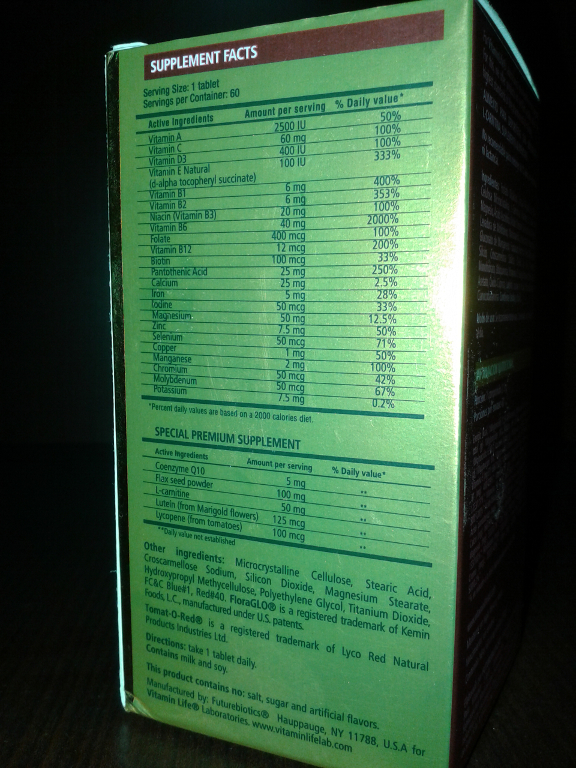 SUPPLEMENT FACTS
Serving Size: 1 tablet
Servings per Container: 60
Active Ingredients Amount per serving % Daily value*
Vitamin A 2500 IU 50%
Vitamin C 60 mg 100%
Vitamin D3 400 IU 100%
Vitamin E Natural 100 IU 333%
(d-alpha tocopheryl succinate)
Vitamin B1 6 mg 400%
Vitamin B2 6 mg 353%
Niacin (Vitamin B3) 20 mg 100%
Vitamin B6 40 mg 2000%
Folate 400 mcg 100%
Vitamin B12 12 mcg 200%
Biotin 100 mcg 33%
Pantothenic Acid 25 mg 250%
Calcium 25 mg 2.5%
Iron 5 mg 28%
Iodine 50 mcg 33%
Magnesium 50 mg 12.5%
Zinc 7.5 mg 50%
Selenium 50 mcg 71%
Copper 1 mg 50%
Manganese 2 mg 100%
Chromium 50 mcg 42%
Molybdenum 50 mcg 67%
Potassium 7.5 mg 0.2%
*Percent daily values are based on a 2000 calories diet.
SPECIAL PREMIUM SUPPLEMENT
Active Ingredients Amount per serving % Daily value*
Coenzyme Q10 5 mg **
Flax seed powder 100 mg **
L-carnitine 50 mg **
Lutein (from Marigold flowers) 125 mcg **
Lycopene (from tomatoes) 100 mcg **
**Daily value not established
Other ingredients: Microcrystalline Cellulose, Stearic Acid,
Croscarmellose Sodium, Silicon Dioxide, Magnesium Stearate,
Hydroxypropyl Methycellulose, Polyethylene Glycol, Titanium Dioxide,
FC&C Blue#1, Red#40. FloraGLO® is a registered trademark of Kemin
Foods, L.C., manufactured under U.S. patents.
Tomat-O-Red® is a registered trademark of Lyco Red Natural
Products Industries Ltd.
Directions: take 1 tablet daily.
Contains milk and soy.
This product contains no: salt, sugar and artificial flavors.
Manufactured by: Futurebiotics® Hauppauge, NY 11788, U.S.A for
Vitamin Life® Laboratories, www.vitaminlifelab.com